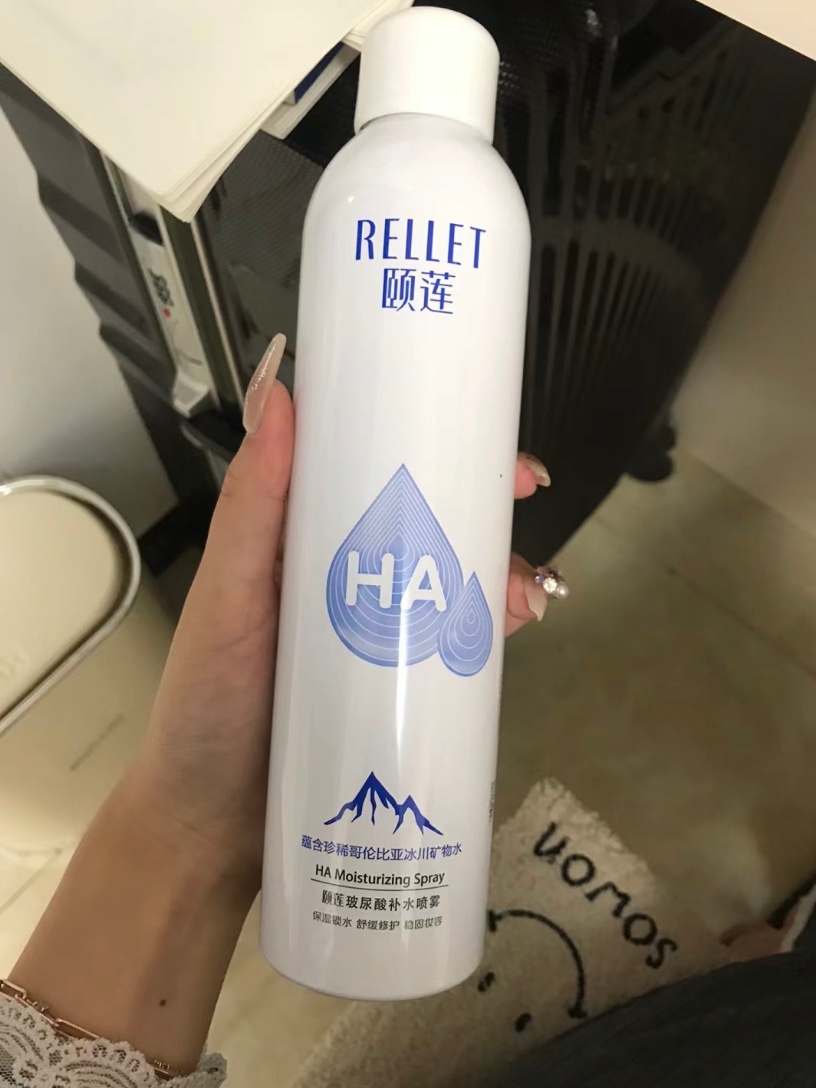 RELLET
颐莲
HA
蕴含珍稀哥伦比亚冰川矿物水
HA Moisturizing Spray
颐莲玻尿酸补水喷雾
保湿锁水 舒缓修护 稳固妆容
uomos